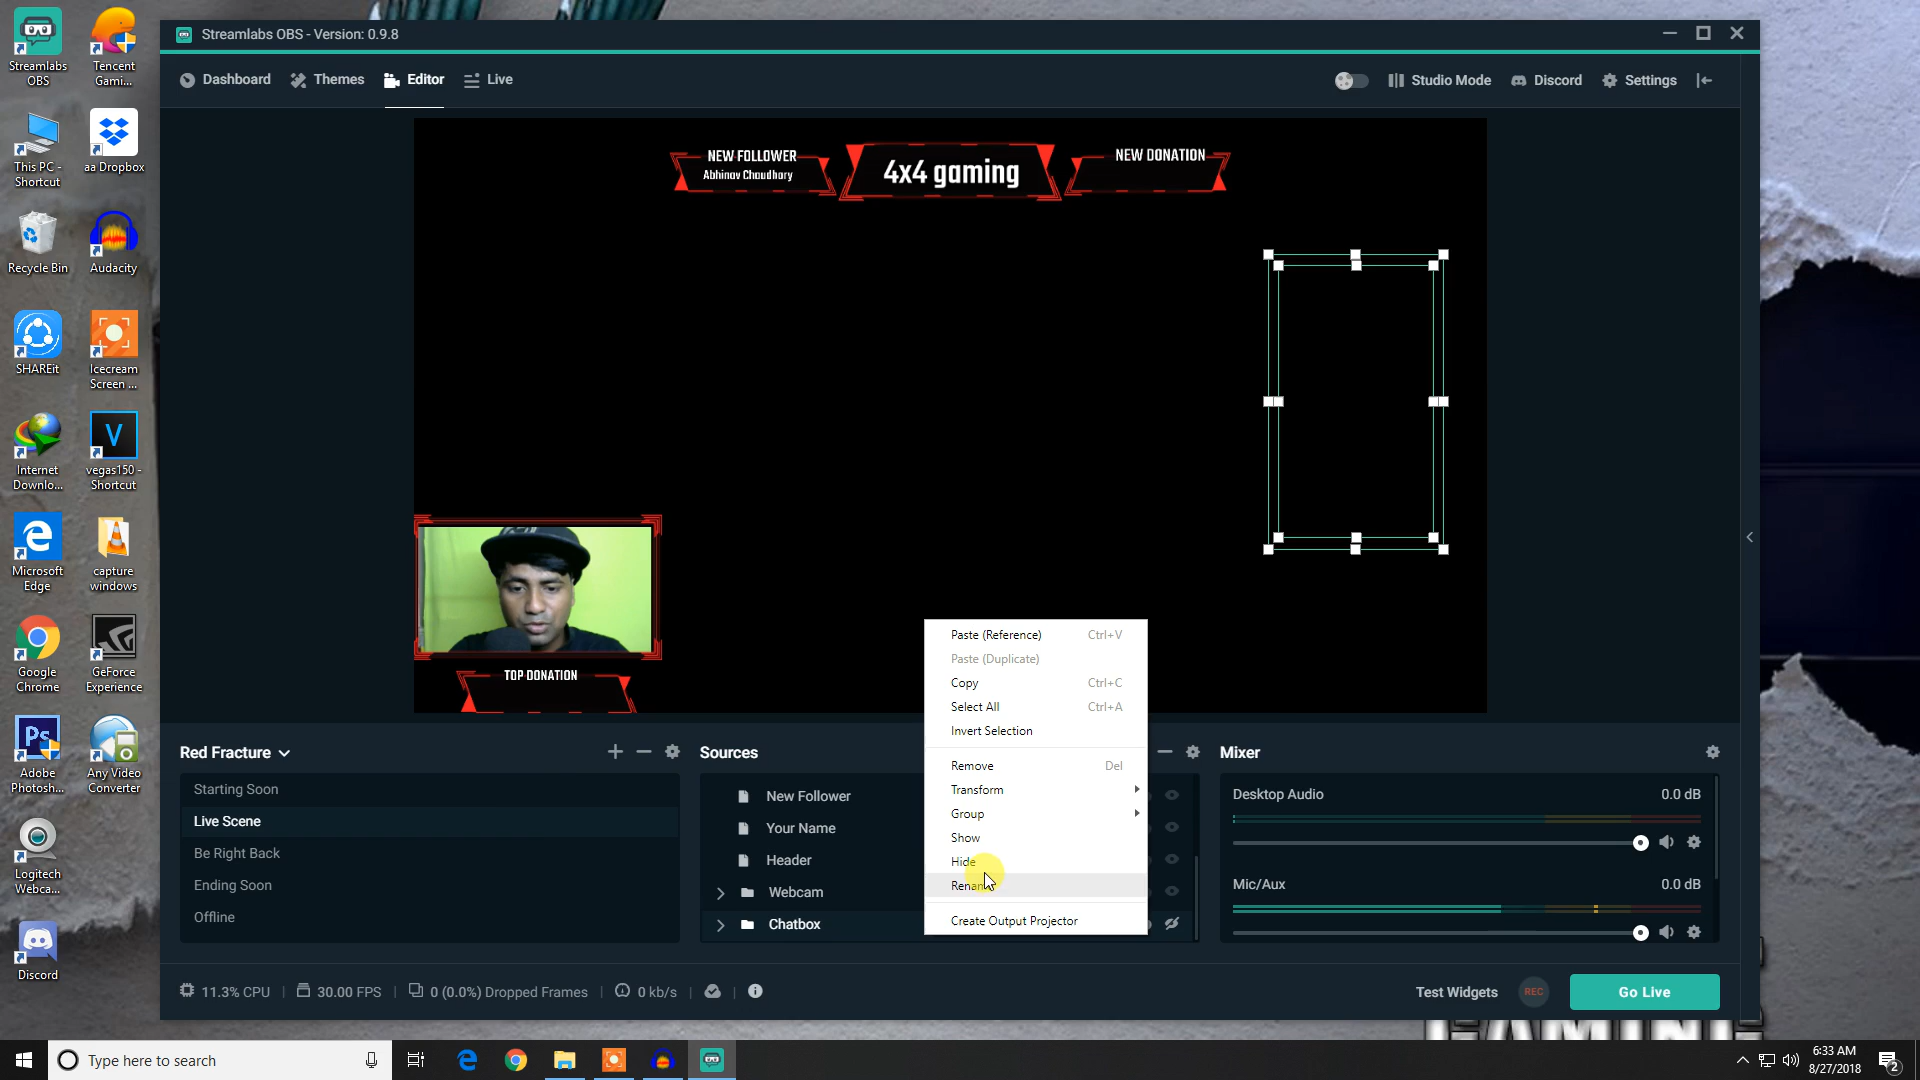 Streamlabs OBS - Version: 0.9.8
Dashboard
Themes
Editor
Live
Studio Mode
Discord
Settings
Streamlabs
OBS
Tencent
Gami...
This PC -
Shortcut
aa Dropbox
Recycle Bin
Audacity
SHAREit
Icecream
Screen ...
Internet
Downlo...
vegas150 -
Shortcut
Microsoft
Edge
capture
windows
Google
Chrome
GeForce
Experience
Adobe
Photosh...
Any Video
Converter
Logitech
Webca...
Discord
NEW FOLLOWER
Abhinav Choudhary
4x4 gaming
NEW DONATION
TOP DONATION
Paste (Reference) Ctrl+V
Paste (Duplicate)
Copy Ctrl+C
Select All Ctrl+A
Invert Selection
Remove Del
Transform
Group
Show
Hide
Create Output Projector
Red Fracture
Starting Soon
Live Scene
Be Right Back
Ending Soon
Offline
Sources
New Follower
Your Name
Header
Webcam
Chatbox
Mixer
Desktop Audio 0.0 dB
Mic/Aux 0.0 dB
11.3% CPU
30.00 FPS
0 (0.0%) Dropped Frames
0 kb/s
Test Widgets
REC
Go Live
Type here to search
6:33 AM
8/27/2018
2